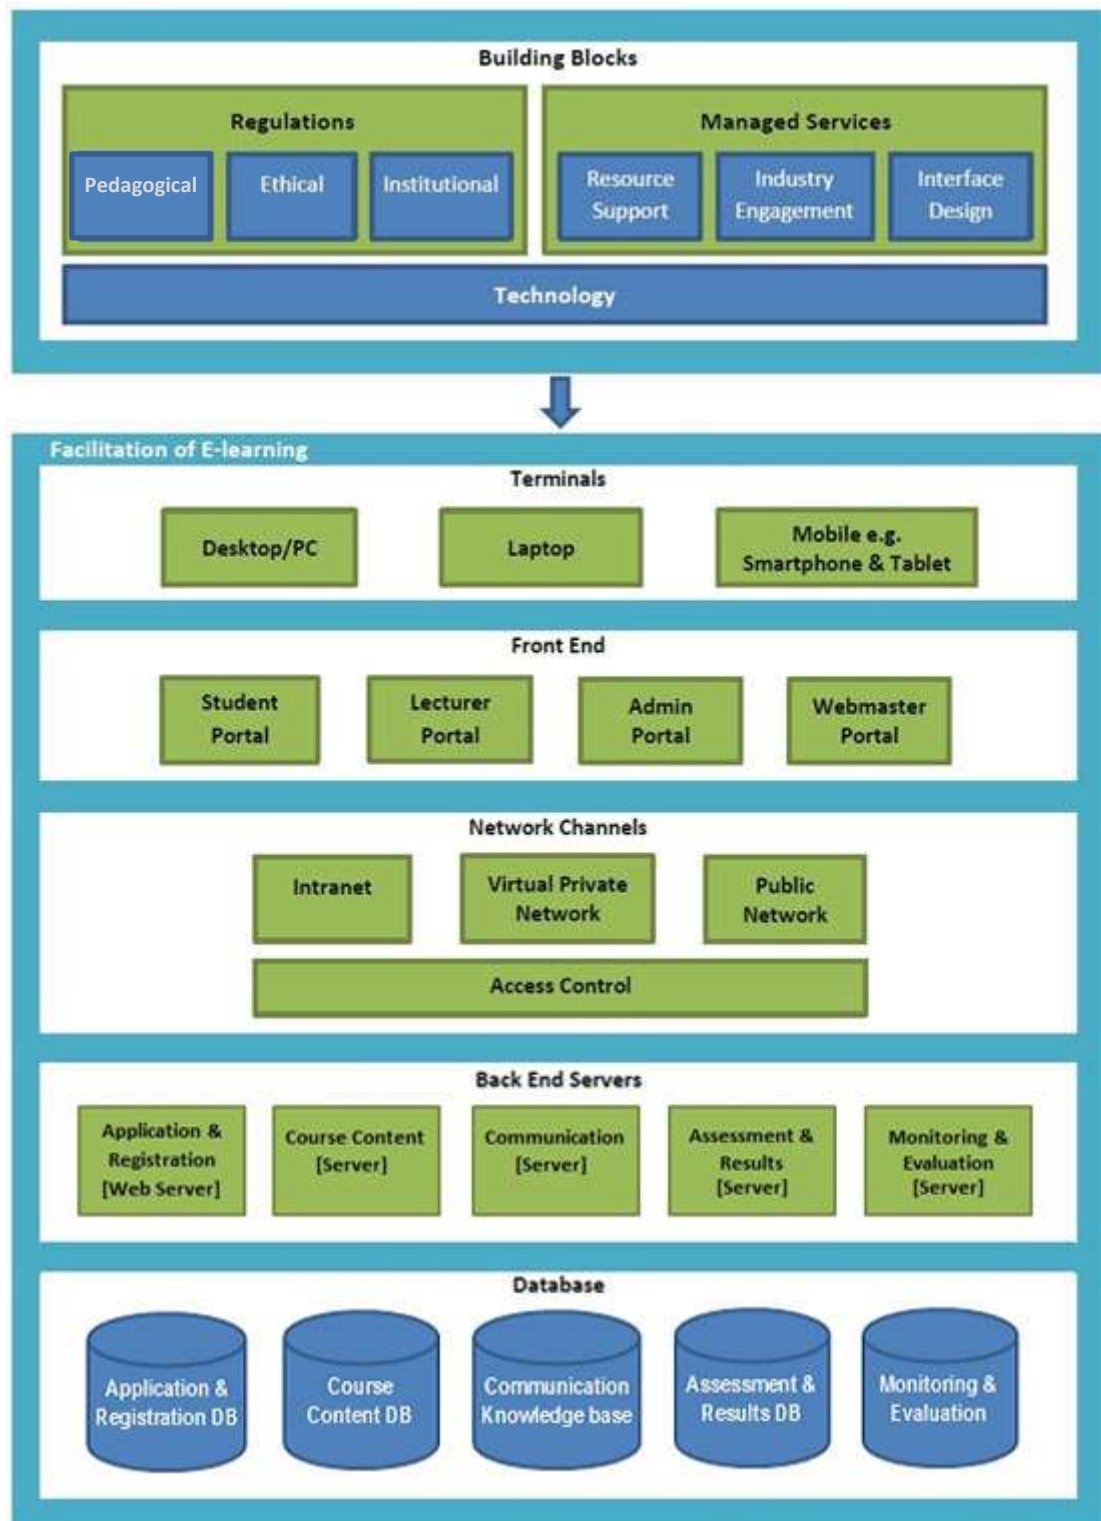 Building Blocks
Regulations
Pedagogical
Ethical
Institutional
Managed Services
Resource
Support
Industry
Engagement
Interface
Design
Technology
Facilitation of E-learning
Terminals
Desktop/PC
Laptop
Mobile e.g.
Smartphone & Tablet
Front End
Student
Portal
Lecturer
Portal
Admin
Portal
Webmaster
Portal
Network Channels
Intranet
Virtual Private
Network
Public
Network
Access Control
Back End Servers
Application &
Registration
[Web Server]
Course Content
[Server]
Communication
[Server]
Assessment &
Results
[Server]
Monitoring &
Evaluation
[Server]
Database
Application &
Registration DB
Course
Content DB
Communication
Knowledge base
Assessment &
Results DB
Monitoring &
Evaluation